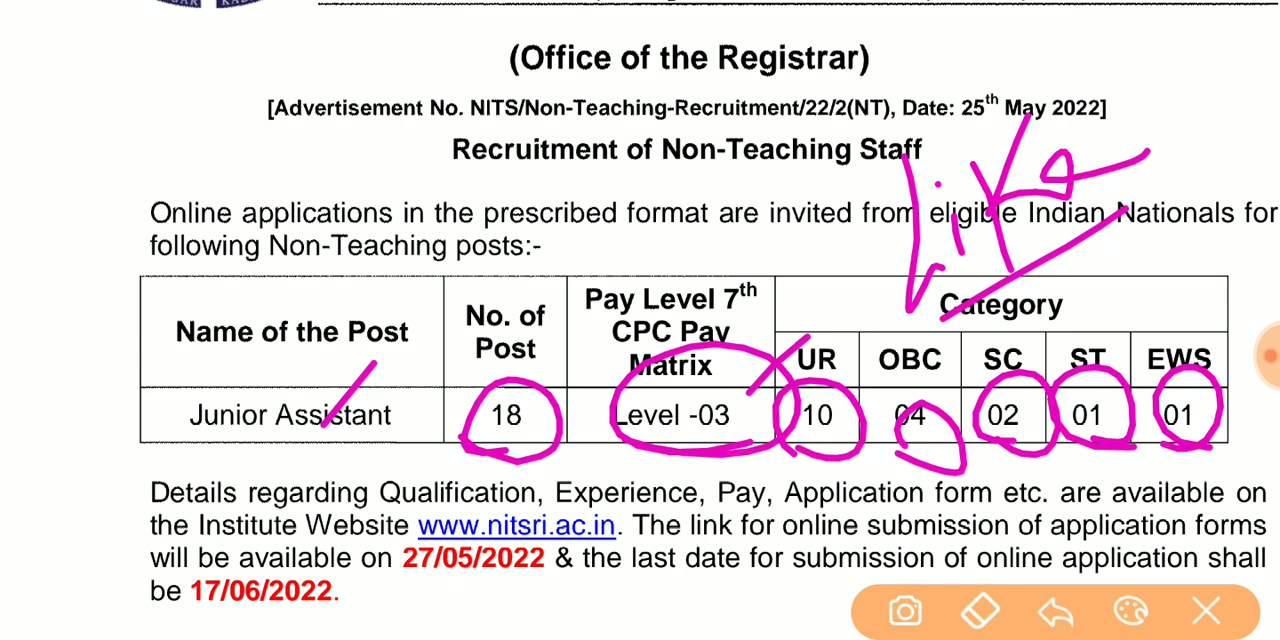 (Office of the Registrar)
[Advertisement No. NITS/Non-Teaching-Recruitment/22/2(NT), Date: 25th May 2022]
Recruitment of Non-Teaching Staff
Like
Online applications in the prescribed format are invited from eligible Indian Nationals for
following Non-Teaching posts:-
Name of the Post No. of Post Pay Level 7th CPC Pay Matrix Category
UR OBC SC ST EWS
Junior Assistant 18 Level -03 10 04 02 01 01
Details regarding Qualification, Experience, Pay, Application form etc. are available on
the Institute Website www.nitsri.ac.in. The link for online submission of application forms
will be available on 27/05/2022 & the last date for submission of online application shall
be 17/06/2022.